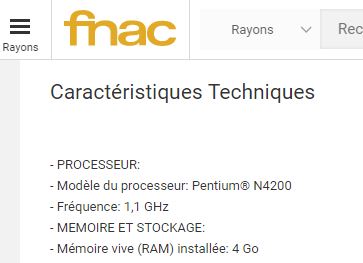 fnac
Rayons
Rec
Rayons
Caractéristiques Techniques
- PROCESSEUR:
- Modèle du processeur: Pentium® N4200
- Fréquence: 1,1 GHz
- MEMOIRE ET STOCKAGE:
- Mémoire vive (RAM) installée: 4 Go